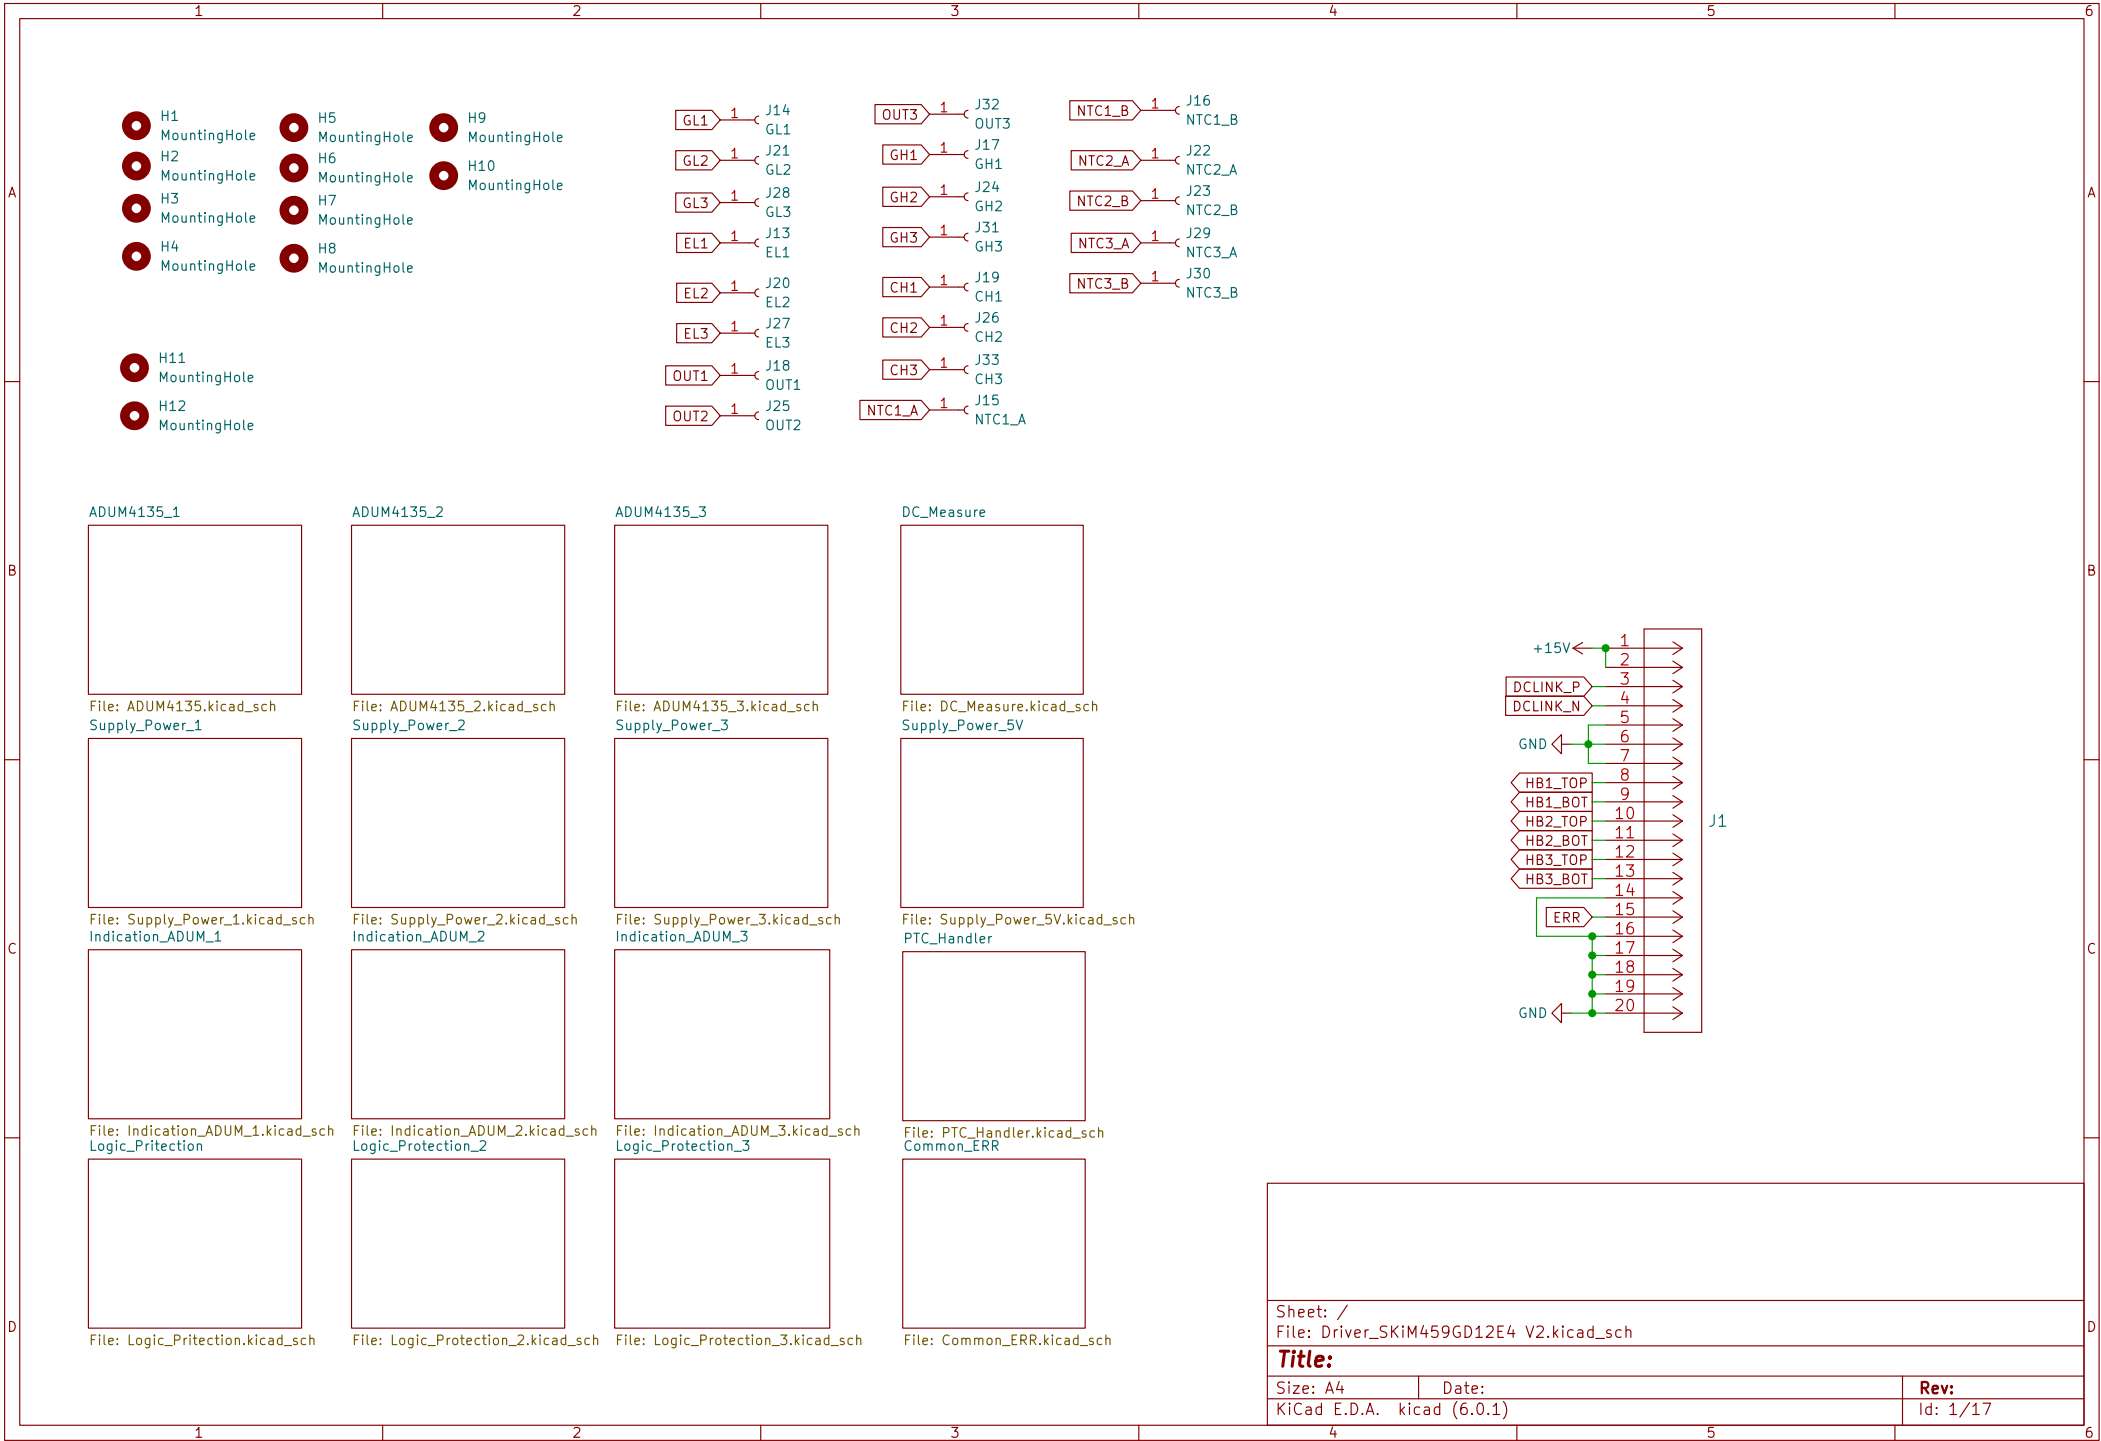 1 2 3 4 5 6
A
B
C
D
H1
MountingHole
H2
MountingHole
H3
MountingHole
H4
MountingHole
H5
MountingHole
H6
MountingHole
H7
MountingHole
H8
MountingHole
H9
MountingHole
H10
MountingHole
H11
MountingHole
H12
MountingHole
GL1 1 J14
GL1
GL2 1 J21
GL2
GL3 1 J28
GL3
EL1 1 J13
EL1
EL2 1 J20
EL2
EL3 1 J27
EL3
OUT1 1 J18
OUT1
OUT2 1 J25
OUT2
OUT3 1 J32
OUT3
GH1 1 J17
GH1
GH2 1 J24
GH2
GH3 1 J31
GH3
CH1 1 J19
CH1
CH2 1 J26
CH2
CH3 1 J33
CH3
NTC1_A 1 J15
NTC1_A
NTC1_B 1 J16
NTC1_B
NTC2_A 1 J22
NTC2_A
NTC2_B 1 J23
NTC2_B
NTC3_A 1 J29
NTC3_A
NTC3_B 1 J30
NTC3_B
ADUM4135_1
File: ADUM4135.kicad_sch
ADUM4135_2
File: ADUM4135_2.kicad_sch
ADUM4135_3
File: ADUM4135_3.kicad_sch
DC_Measure
File: DC_Measure.kicad_sch
Supply_Power_1
File: Supply_Power_1.kicad_sch
Supply_Power_2
File: Supply_Power_2.kicad_sch
Supply_Power_3
File: Supply_Power_3.kicad_sch
Supply_Power_5V
File: Supply_Power_5V.kicad_sch
Indication_ADUM_1
File: Indication_ADUM_1.kicad_sch
Indication_ADUM_2
File: Indication_ADUM_2.kicad_sch
Indication_ADUM_3
File: Indication_ADUM_3.kicad_sch
PTC_Handler
File: PTC_Handler.kicad_sch
Logic_Pritection
File: Logic_Pritection.kicad_sch
Logic_Protection_2
File: Logic_Protection_2.kicad_sch
Logic_Protection_3
File: Logic_Protection_3.kicad_sch
Common_ERR
File: Common_ERR.kicad_sch
+15V 1
2
DCLINK_P 3
DCLINK_N 4
5
GND 6
7
HB1_TOP 8
HB1_BOT 9
HB2_TOP 10
HB2_BOT 11
HB3_TOP 12
HB3_BOT 13
14
ERR 15
16
17
18
19
GND 20
J1
Sheet: /
File: Driver_SKiM459GD12E4 V2.kicad_sch
Title:
Size: A4 Date: Rev:
KiCad E.D.A. kicad (6.0.1) Id: 1/17
A
B
C
D
1 2 3 4 5 6